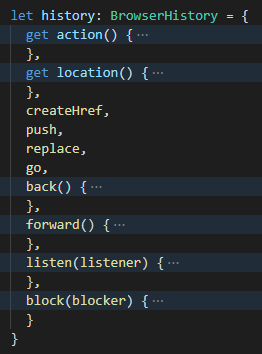 let history: BrowserHistory = {
  get action() { ···
  },
  get location() { ···
  },
  createHref,
  push,
  replace,
  go,
  back() { ···
  },
  forward() { ···
  },
  listen(listener) { ···
  },
  block(blocker) { ···
  }
}